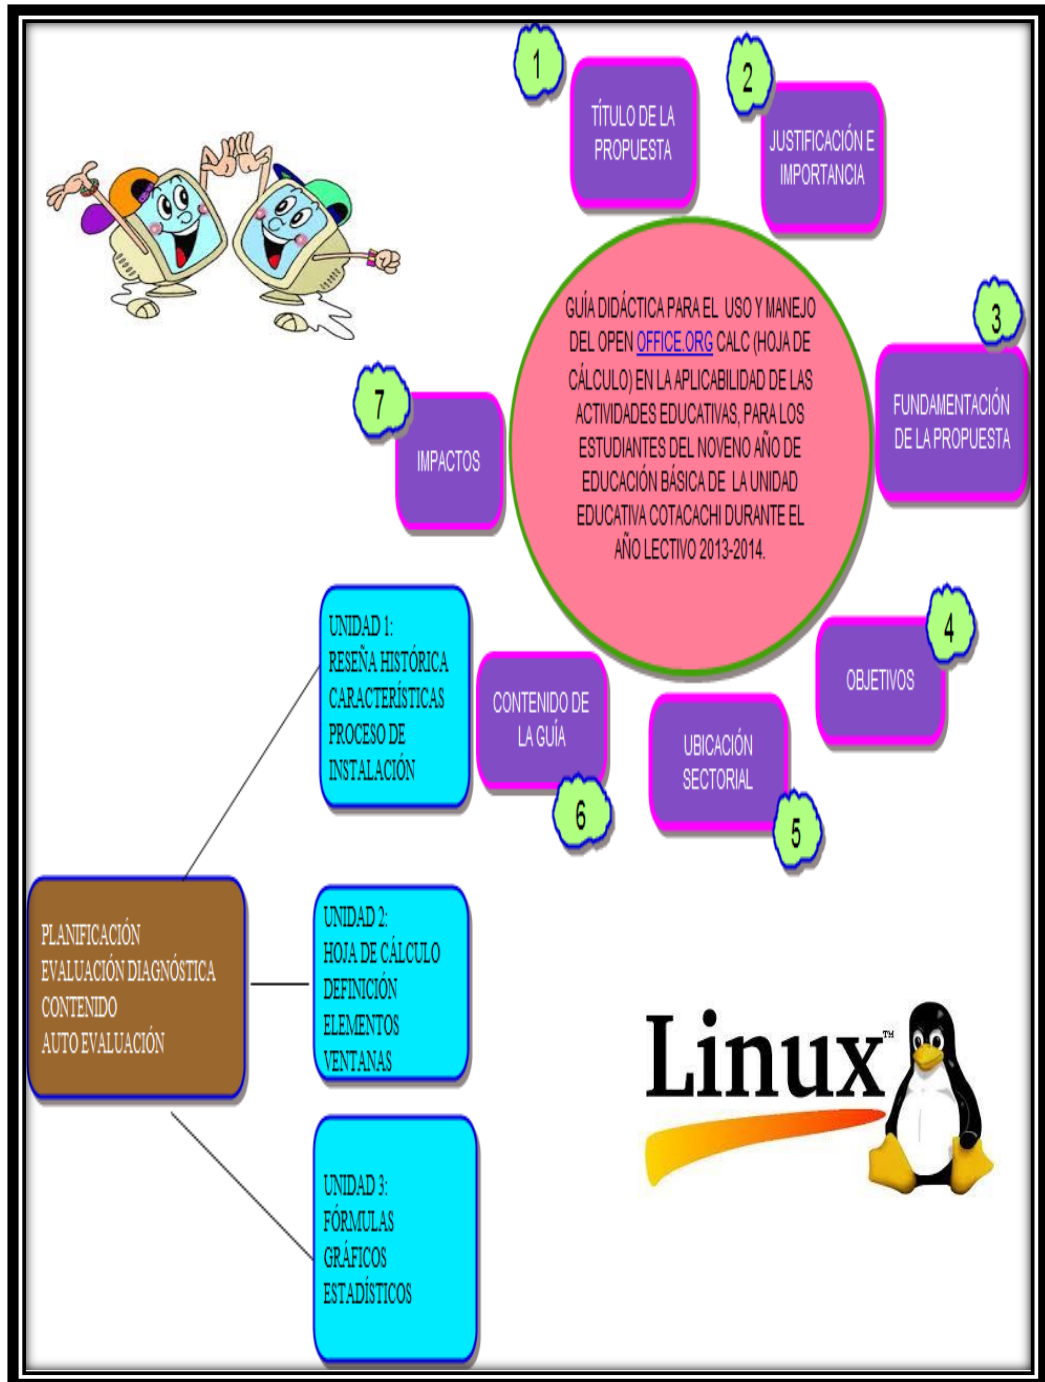 1
TÍTULO DE LA
PROPUESTA
2
JUSTIFICACIÓN E
IMPORTANCIA
3
FUNDAMENTACIÓN
DE LA PROPUESTA
GUÍA DIDÁCTICA PARA EL USO Y MANEJO
DEL OPEN OFFICE.ORG CALC (HOJA DE
CÁLCULO) EN LA APLICABILIDAD DE LAS
ACTIVIDADES EDUCATIVAS, PARA LOS
ESTUDIANTES DEL NOVENO AÑO DE
EDUCACIÓN BÁSICA DE LA UNIDAD
EDUCATIVA COTACACHI DURANTE EL
AÑO LECTIVO 2013-2014.
4
OBJETIVOS
UBICACIÓN
SECTORIAL
5
CONTENIDO DE
LA GUÍA
6
7
IMPACTOS
UNIDAD 1:
RESEÑA HISTÓRICA
CARACTERÍSTICAS
PROCESO DE
INSTALACIÓN
PLANIFICACIÓN
EVALUACIÓN DIAGNÓSTICA
CONTENIDO
AUTO EVALUACIÓN
UNIDAD 2:
HOJA DE CÁLCULO
DEFINICIÓN
ELEMENTOS
VENTANAS
UNIDAD 3:
FÓRMULAS
GRÁFICOS
ESTADÍSTICOS
Linux™